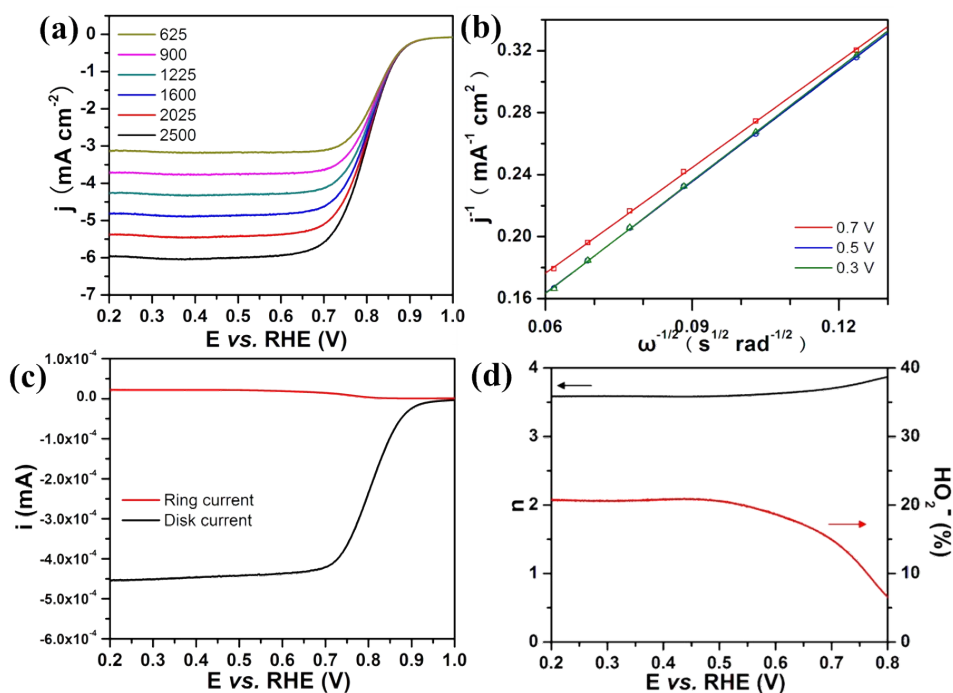 (a)
625
900
1225
1600
2025
2500
0
-1
-2
-3
-4
-5
-6
-7
j (mA cm-2)
0.2 0.3 0.4 0.5 0.6 0.7 0.8 0.9 1.0
E vs. RHE (V)
(b)
0.32
0.28
0.24
0.20
0.16
j-1 ( mA-1 cm2)
0.7 V
0.5 V
0.3 V
0.06 0.09 0.12
ω-1/2 ( s1/2 rad-1/2)
(c)
1.0x10-4
0.0
-1.0x10-4
-2.0x10-4
-3.0x10-4
-4.0x10-4
-5.0x10-4
-6.0x10-4
i (mA)
Ring current
Disk current
0.2 0.3 0.4 0.5 0.6 0.7 0.8 0.9 1.0
E vs. RHE (V)
(d)
4
3
2
1
0
n
40
30
20
10
0
HO2- (%)
0.2 0.3 0.4 0.5 0.6 0.7 0.8
E vs. RHE (V)